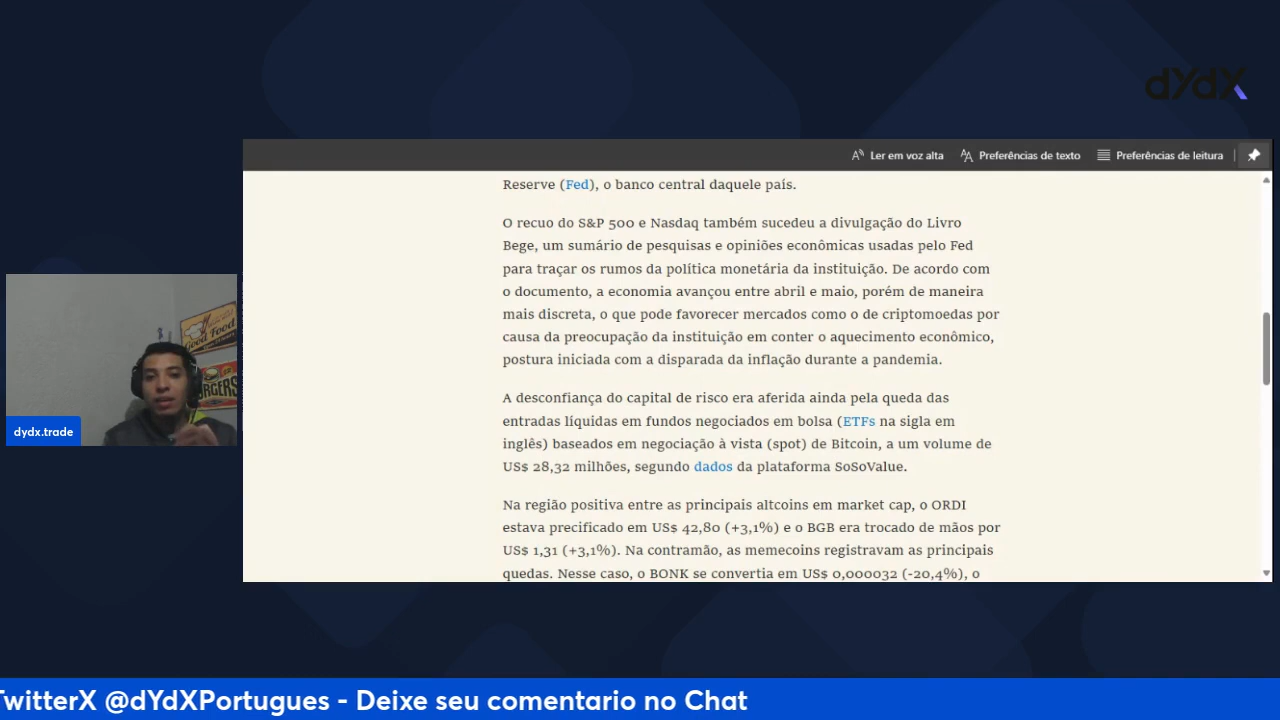 dYdX
Ler em voz alta
Preferências de texto
Preferências de leitura
Reserve (Fed), o banco central daquele país.
O recuo do S&P 500 e Nasdaq também sucedeu a divulgação do Livro
Bege, um sumário de pesquisas e opiniões econômicas usadas pelo Fed
para traçar os rumos da política monetária da instituição. De acordo com
o documento, a economia avançou entre abril e maio, porém de maneira
mais discreta, o que pode favorecer mercados como o de criptomoedas por
causa da preocupação da instituição em conter o aquecimento econômico,
postura iniciada com a disparada da inflação durante a pandemia.
A desconfiança do capital de risco era aferida ainda pela queda das
entradas líquidas em fundos negociados em bolsa (ETFs na sigla em
inglês) baseados em negociação à vista (spot) de Bitcoin, a um volume de
US$ 28,32 milhões, segundo dados da plataforma SoSoValue.
Na região positiva entre as principais altcoins em market cap, o ORDI
estava precificado em US$ 42,80 (+3,1%) e o BGB era trocado de mãos por
US$ 1,31 (+3,1%). Na contramão, as memecoins registravam as principais
quedas. Nesse caso, o BONK se convertia em US$ 0,000032 (-20,4%), o
Good Food
BURGERS
dydx.trade
TwitterX @dYdXPortugues - Deixe seu comentario no Chat